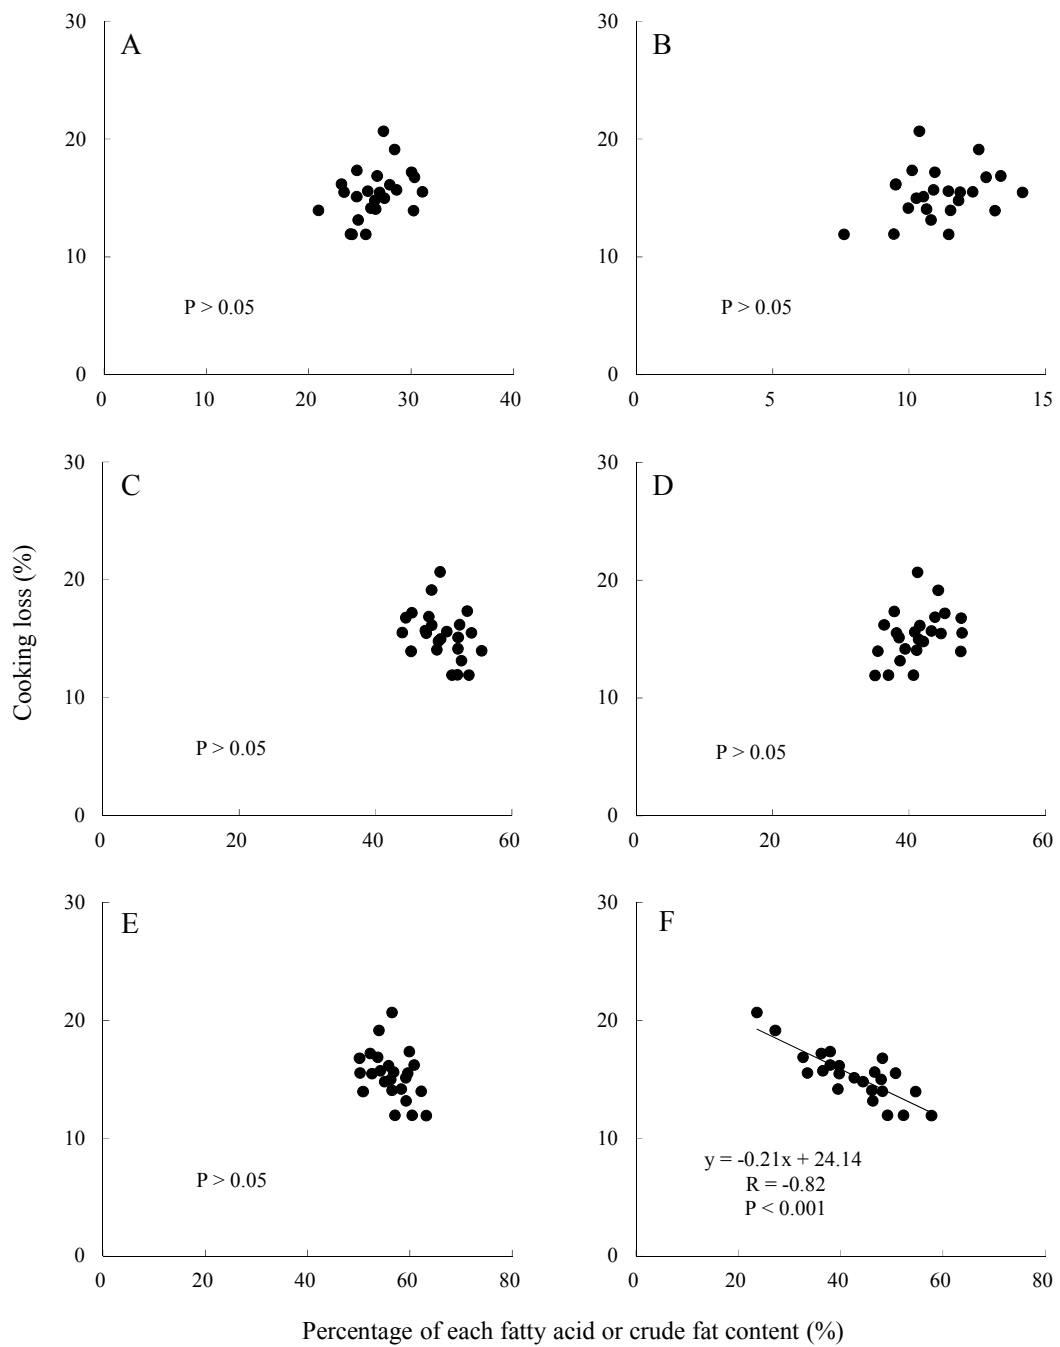 30
A
20
10
P > 0.05
0
0 10 20 30 40
30
B
20
10
P > 0.05
0
0 5 10 15
30
C
20
10
P > 0.05
0
0 20 40 60
30
D
20
10
P > 0.05
0
0 20 40 60
Cooking loss (%)
30
E
20
10
P > 0.05
0
0 20 40 60 80
30
F
20
10
y = -0.21x + 24.14
R = -0.82
P < 0.001
0
0 20 40 60 80
Percentage of each fatty acid or crude fat content (%)